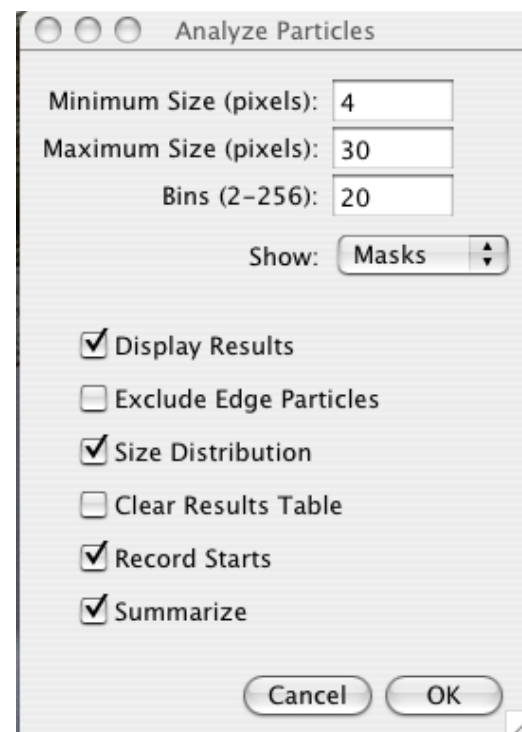 Analyze Particles
Minimum Size (pixels): 4
Maximum Size (pixels): 30
Bins (2-256): 20
Show: Masks
Display Results
Exclude Edge Particles
Size Distribution
Clear Results Table
Record Starts
Summarize
Cancel OK